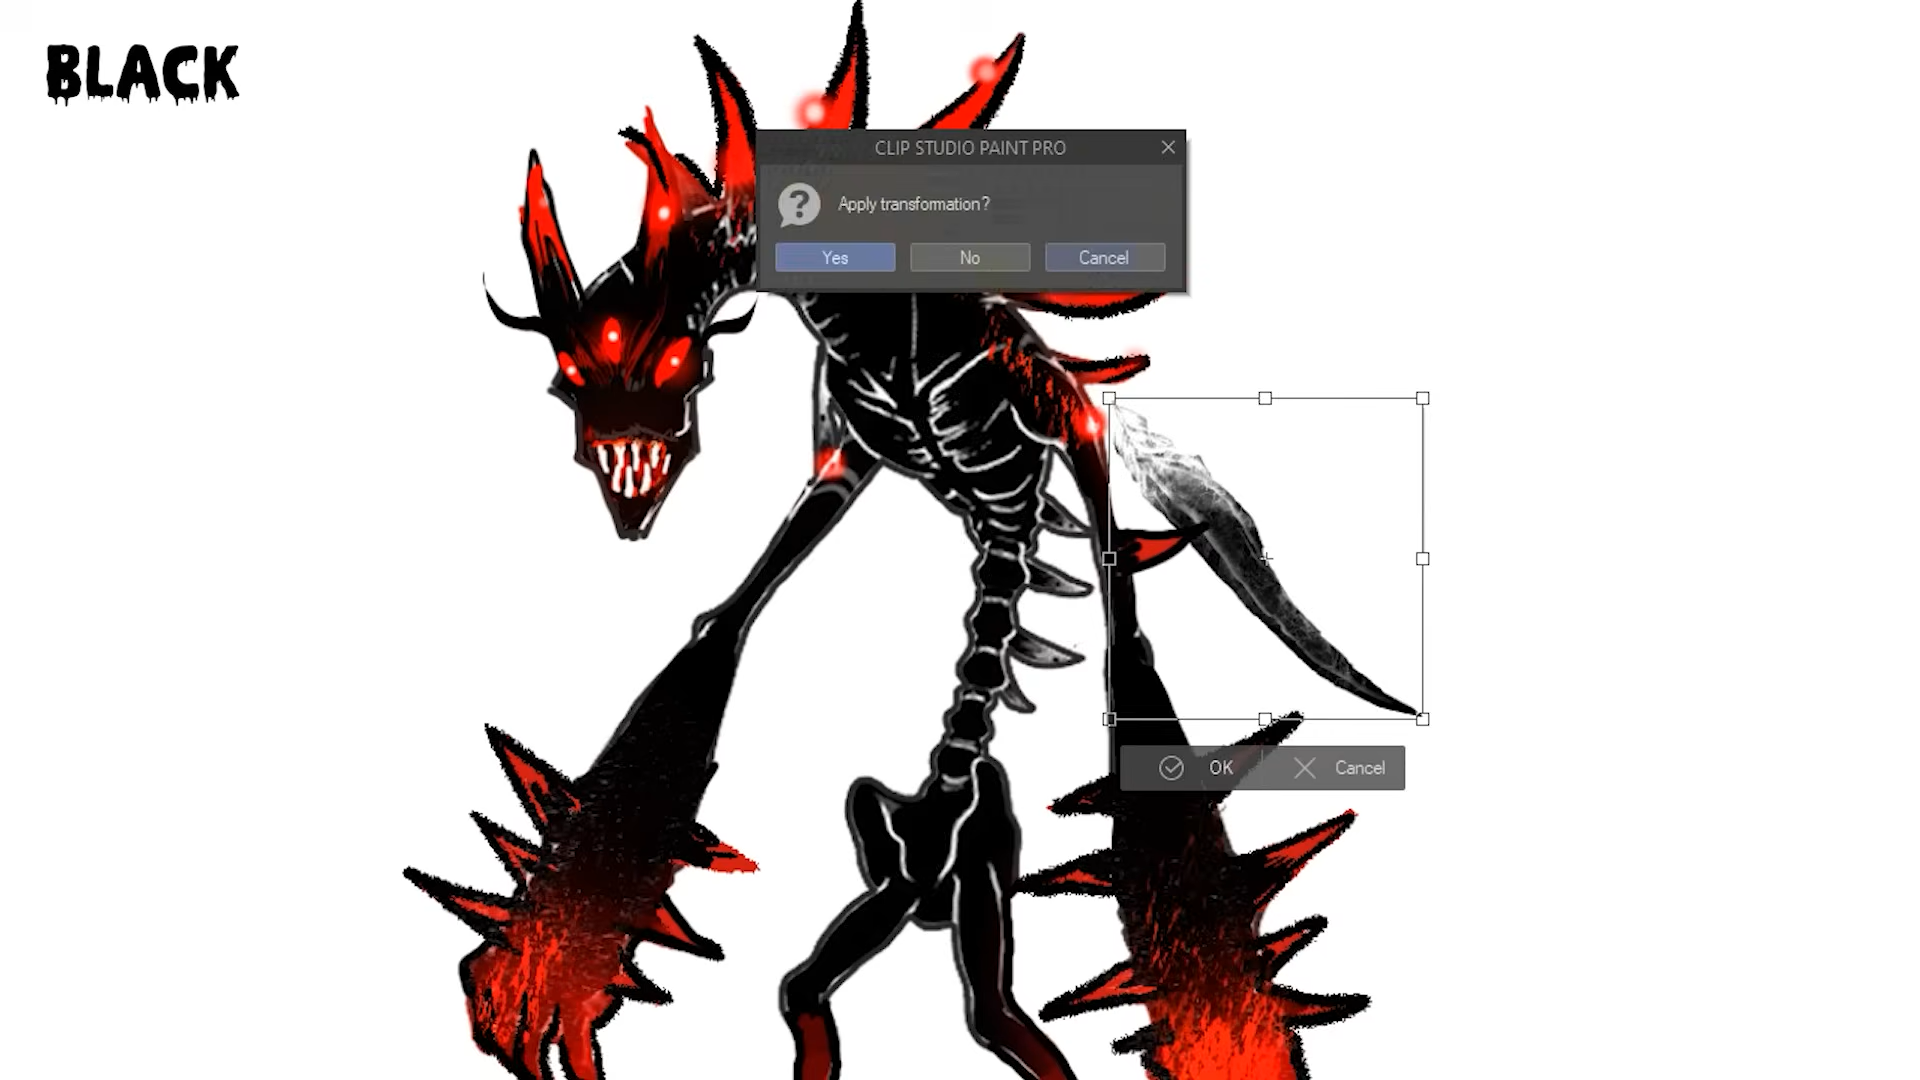 BLACK
CLIP STUDIO PAINT PRO
Apply transformation?
Yes No Cancel
OK Cancel